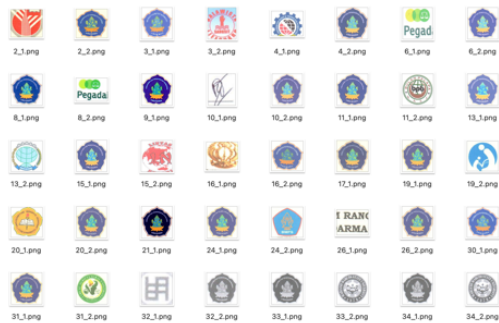 2_1.png 2_2.png 3_1.png 3_2.png 4_1.png 4_2.png 6_1.png 6_2.png
Pegad
8_1.png 8_2.png 9_1.png 10_1.png 10_2.png 11_1.png 11_2.png 13_1.png
Pegada
13_2.png 15_1.png 15_2.png 16_1.png 16_2.png 17_1.png 19_1.png 19_2.png
20_1.png 20_2.png 21_1.png 24_1.png 24_2.png 26_1.png 26_2.png 30_1.png
RANG
ARMA
31_1.png 31_2.png 32_1.png 32_2.png 33_1.png 33_2.png 34_1.png 34_2.png